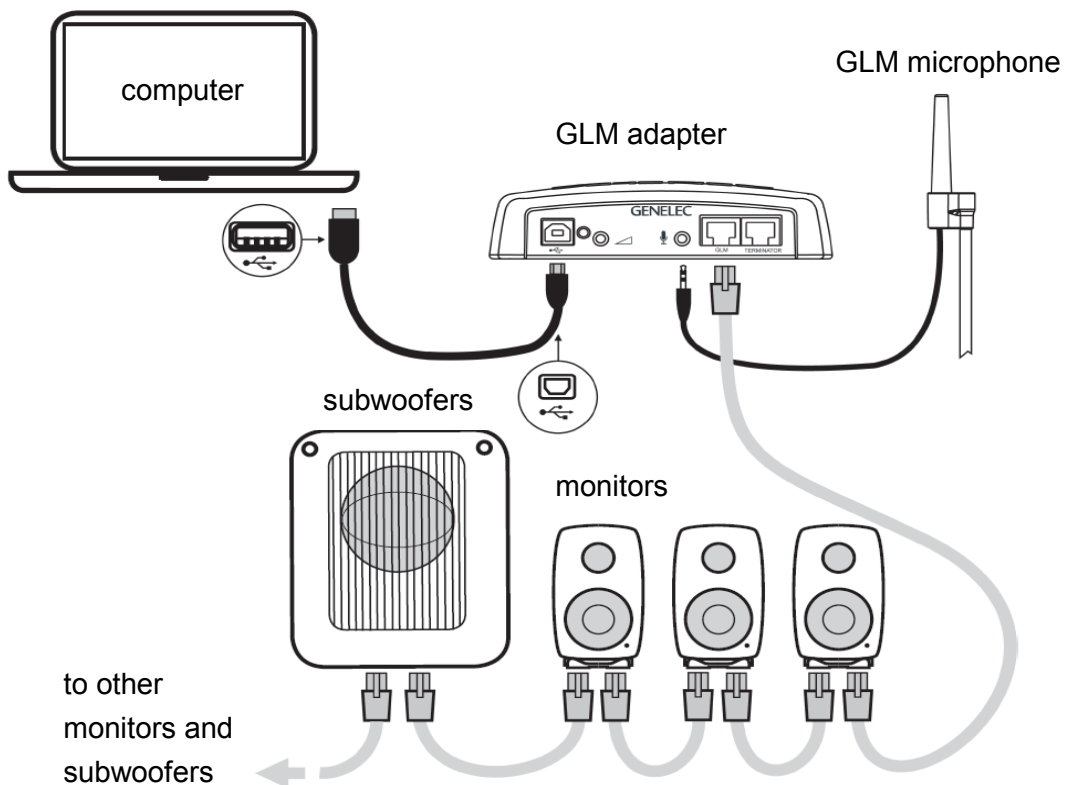 GLM microphone
computer
GLM adapter
GENELEC
GLM
TERMINATOR
subwoofers
monitors
to other
monitors and
subwoofers